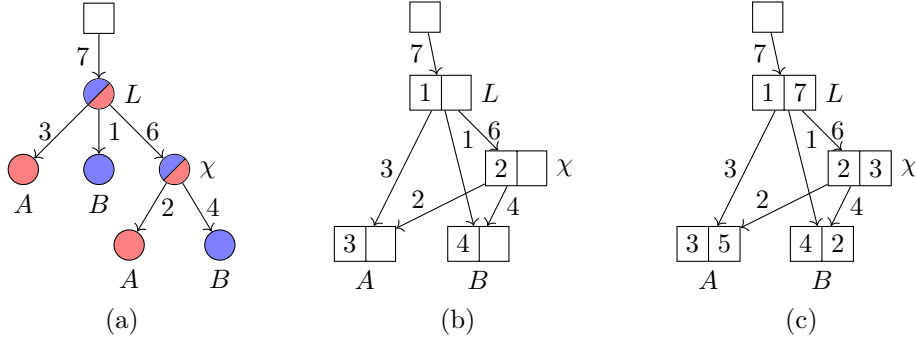 7 7 7
L 1 L 1 7 L
3 1 6 3 1 6 3 1 6
χ 2 χ 2 3 χ
A B 2 4 2 4 2 4
3 4 3 5 4 2
A B A B A B
(a) (b) (c)